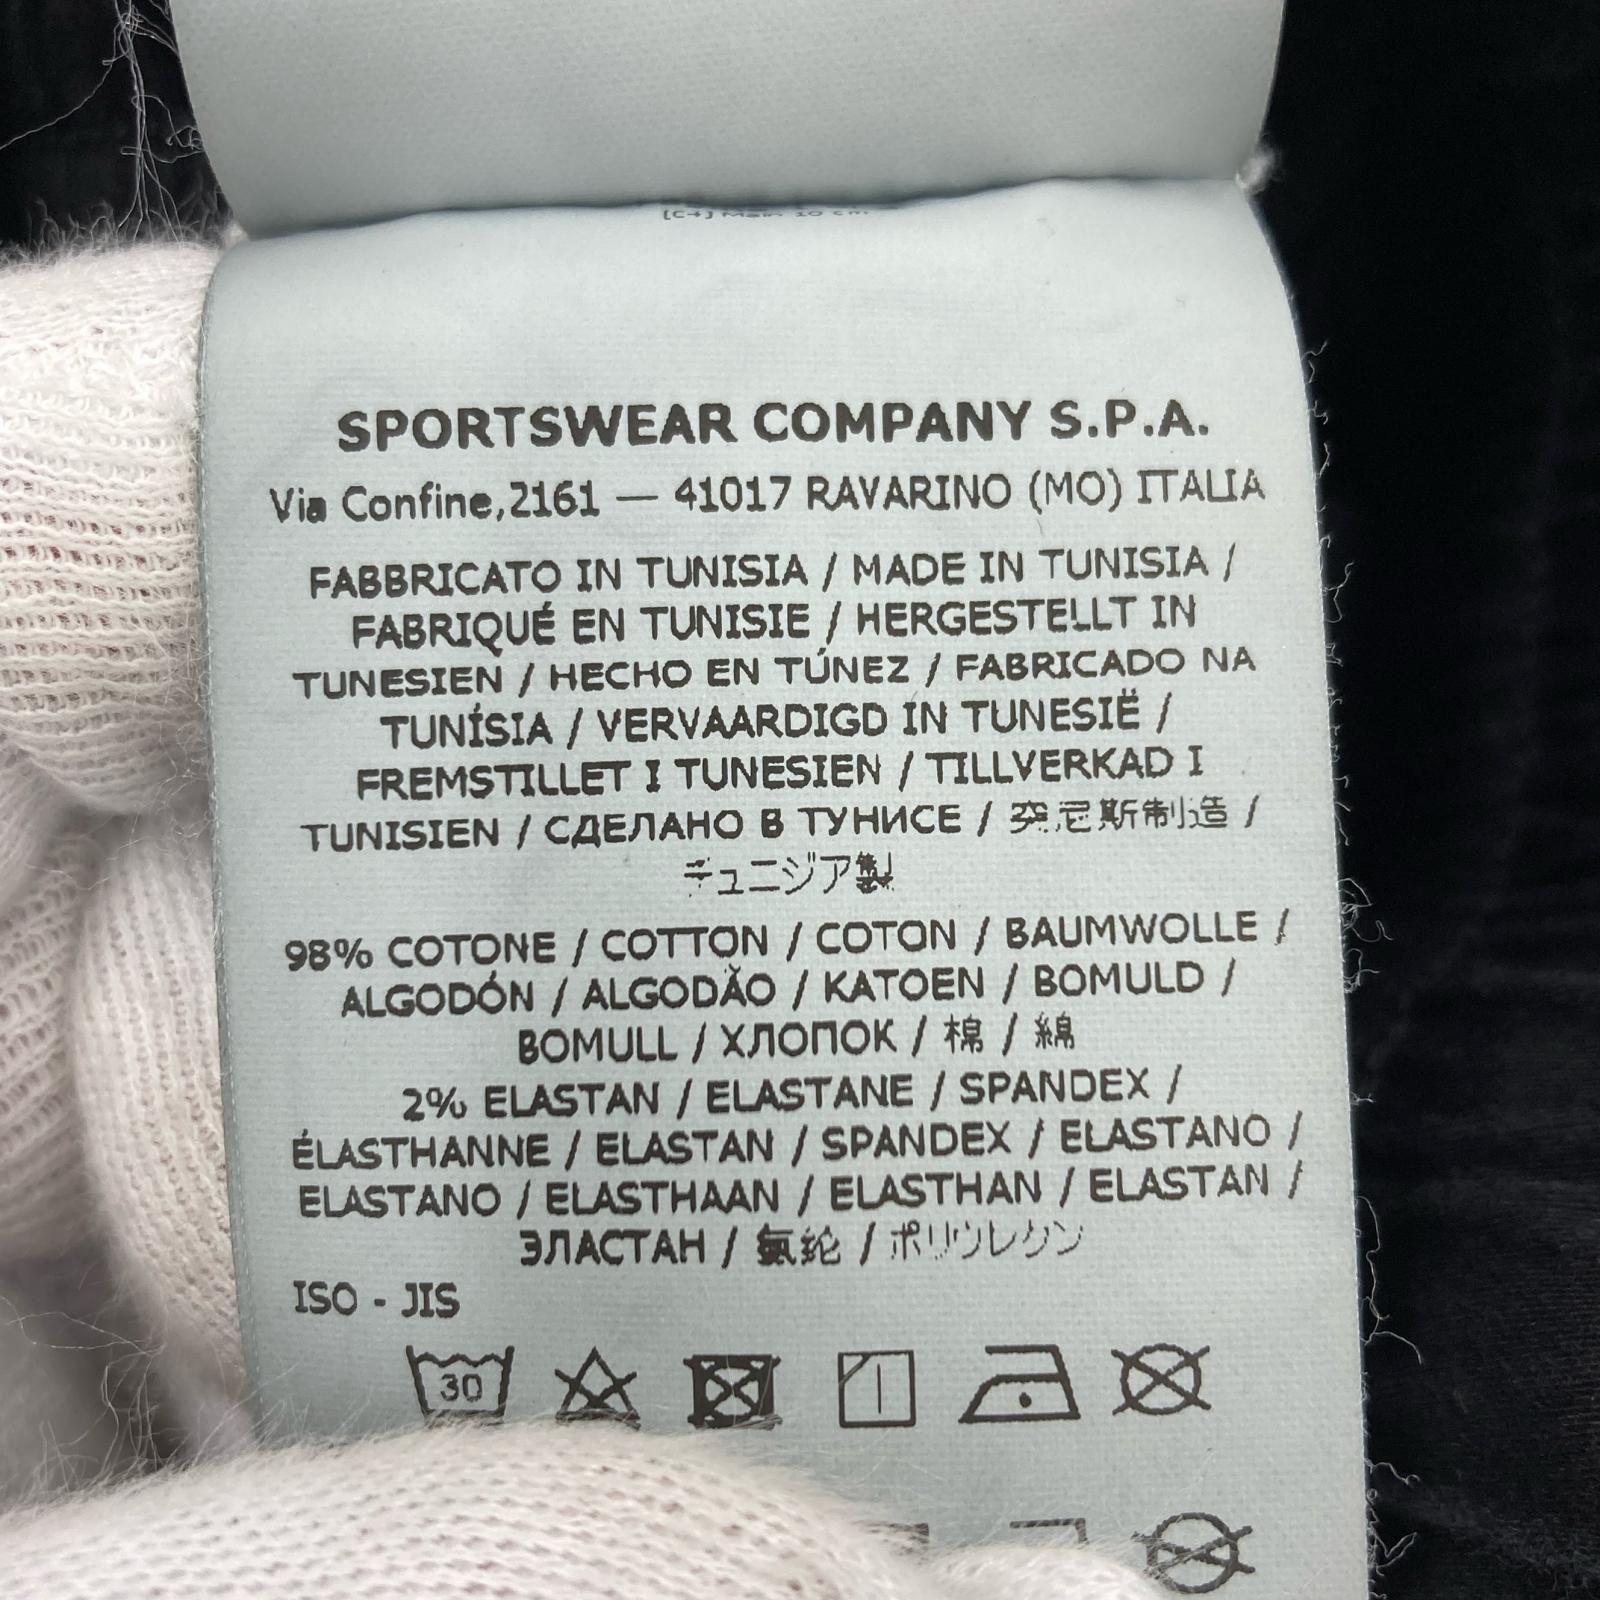 SPORTSWEAR COMPANY S.P.A.
Via Confine,2161 — 41017 RAVARINO (MO) ITALIA
FABBRICATO IN TUNISIA / MADE IN TUNISIA /
FABRIQUÉ EN TUNISIE / HERGESTELLT IN
TUNESIEN / HECHO EN TÚNEZ / FABRICADO NA
TUNÍSIA / VERVAARDIGD IN TUNESIË /
FREMSTILLET I TUNESIEN / TILLVERKAD I
TUNISIEN / СДЕЛАНО В ТУНИСЕ / 突尼斯制造 /
チュニジア製
98% COTONE / COTTON / COTON / BAUMWOLLE /
ALGODÓN / ALGODÃO / KATOEN / BOMULD /
BOMULL / ХЛОПОК / 棉 / 綿
2% ELASTAN / ELASTANE / SPANDEX /
ÉLASTHANNE / ELASTAN / SPANDEX / ELASTANO /
ELASTANO / ELASTHAAN / ELASTHAN / ELASTAN /
ЭЛАСТАН / 氨纶 / ポリウレタン
ISO - JIS
30